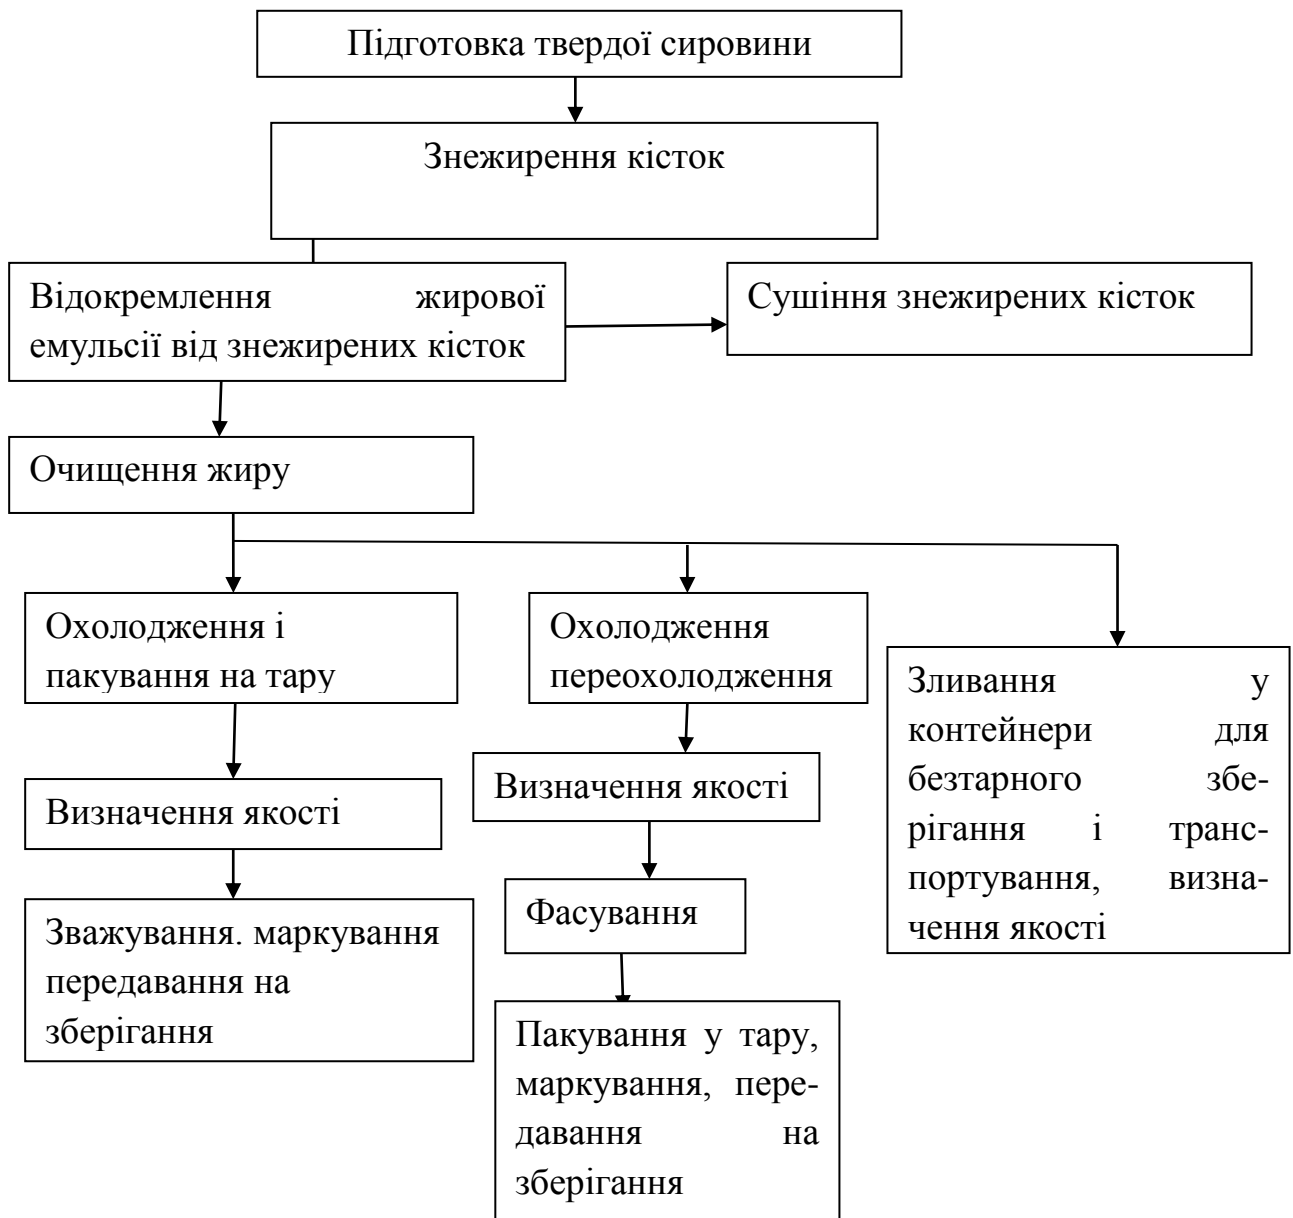 Підготовка твердої сировини
Знежирення кісток
Відокремлення жирової
емульсії від знежирених кісток
Сушіння знежирених кісток
Очищення жиру
Охолодження і
пакування на тару
Охолодження
переохолодження
Зливання у
контейнери для
безтарного збе-
рігання і транс-
портування, визна-
чення якості
Визначення якості
Визначення якості
Зважування. маркування
передавання на
зберігання
Фасування
Пакування у тару,
маркування, пере-
давання на
зберігання